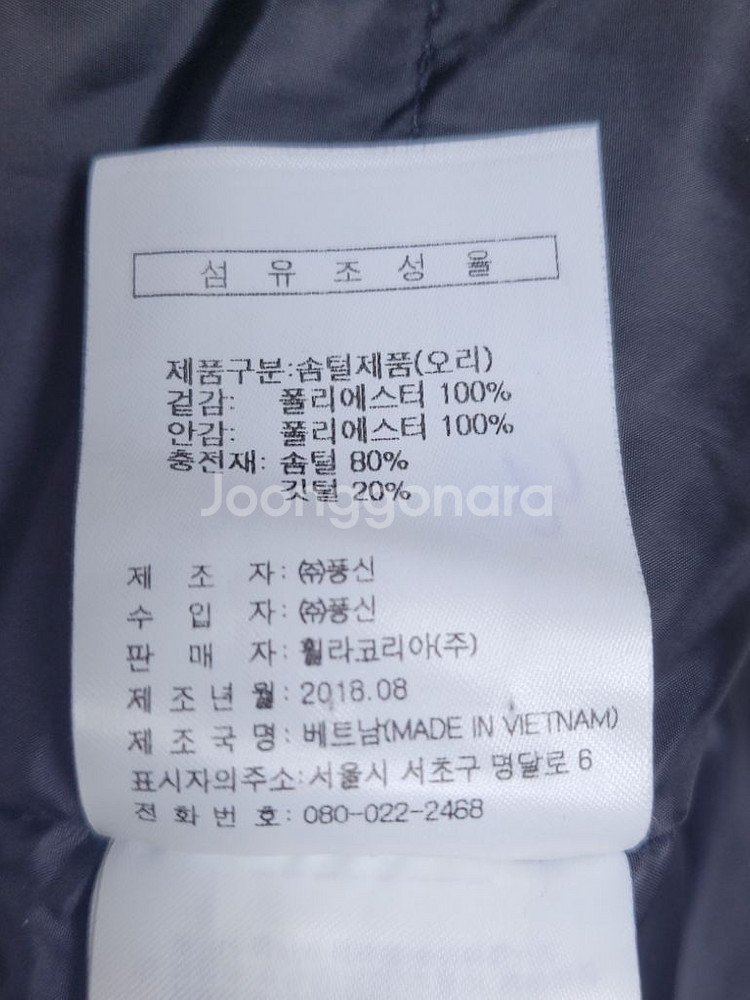 섬 유 조 성 율
제품구분:솜털제품(오리)
겉감: 폴리에스터 100%
안감: 폴리에스터 100%
충전재: 솜털 80%
깃털 20%
Joonggonara
제 조 자: ㈜풍신
수 입 자: ㈜풍신
판 매 자: 휠라코리아(주)
제 조 년 월: 2018.08
제 조 국 명: 베트남(MADE IN VIETNAM)
표시자의주소:서울시 서초구 명달로 6
전 화 번 호: 080-022-2468